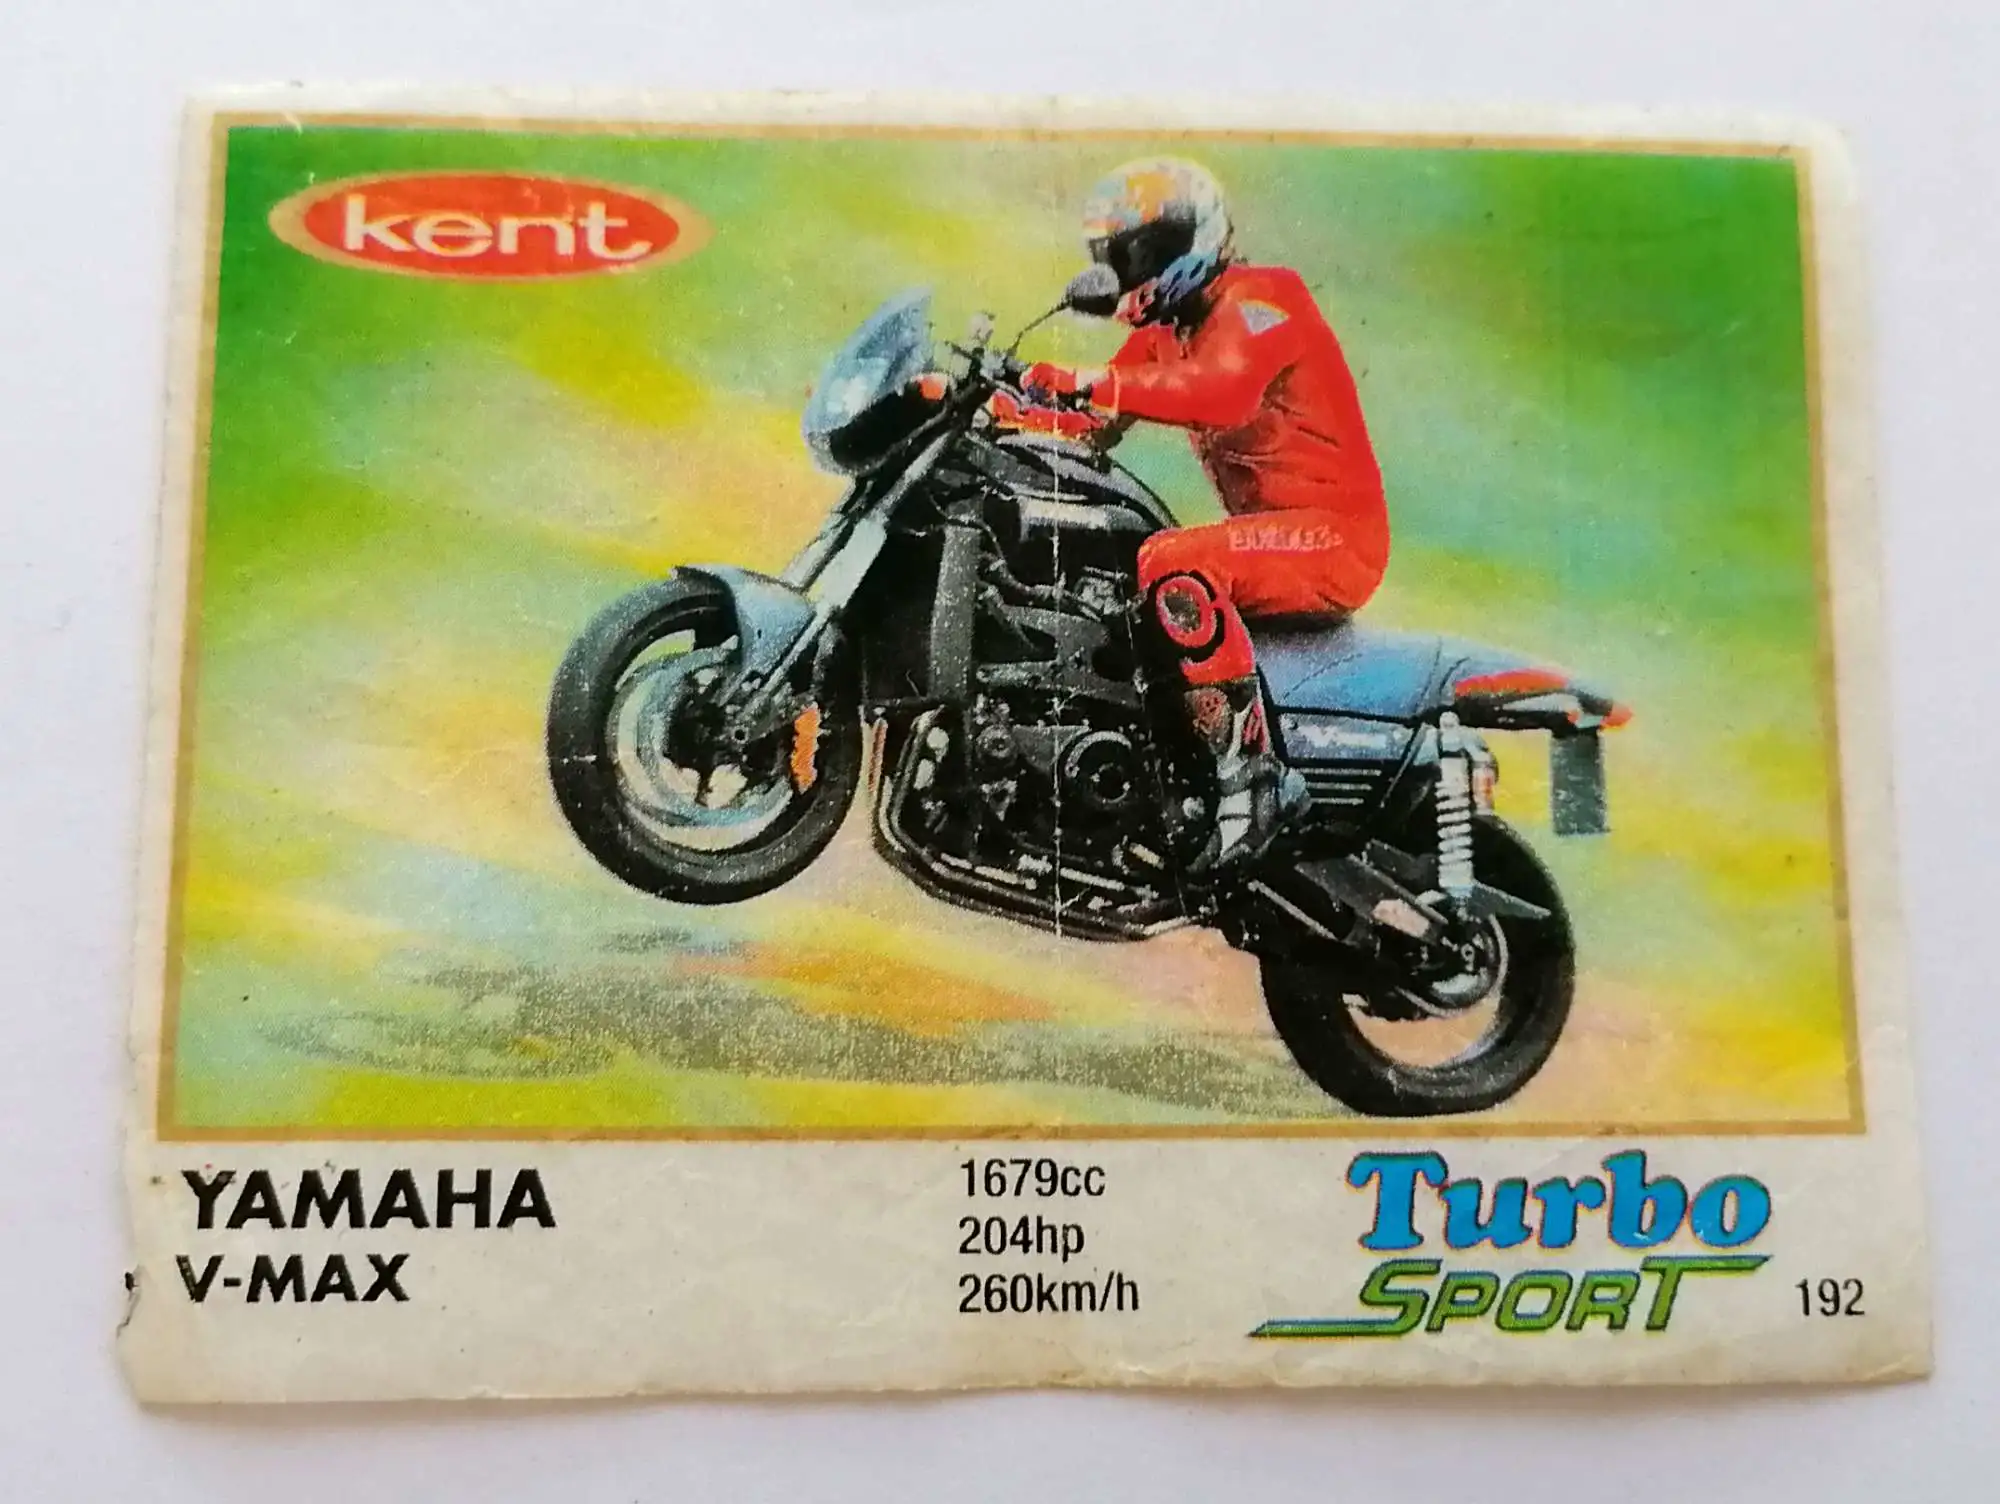 kent
YAMAHA
V-MAX
1679cc
204hp
260km/h
Turbo
SPORT
192